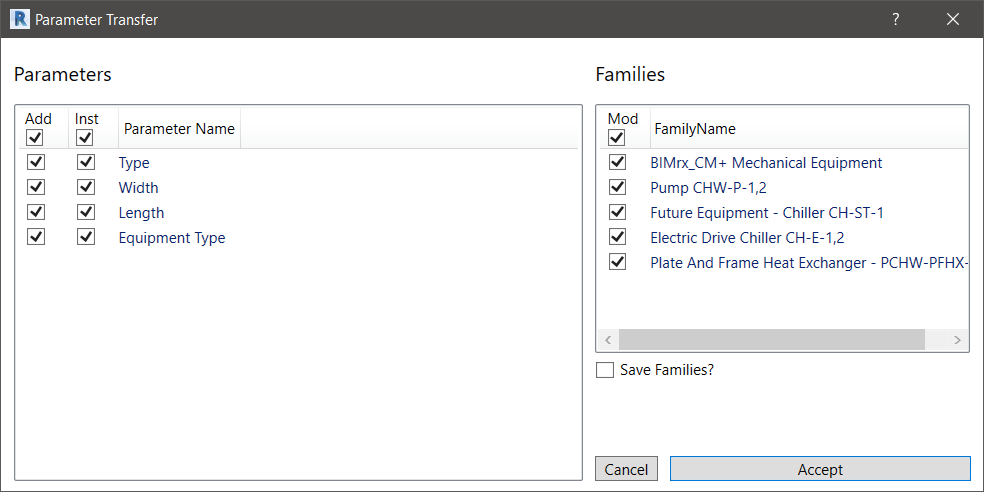 Parameter Transfer
Parameters
Add Inst Parameter Name
Type
Width
Length
Equipment Type
Families
Mod FamilyName
BIMrx_CM+ Mechanical Equipment
Pump CHW-P-1,2
Future Equipment - Chiller CH-ST-1
Electric Drive Chiller CH-E-1,2
Plate And Frame Heat Exchanger - PCHW-PFHX-
Save Families?
Cancel Accept